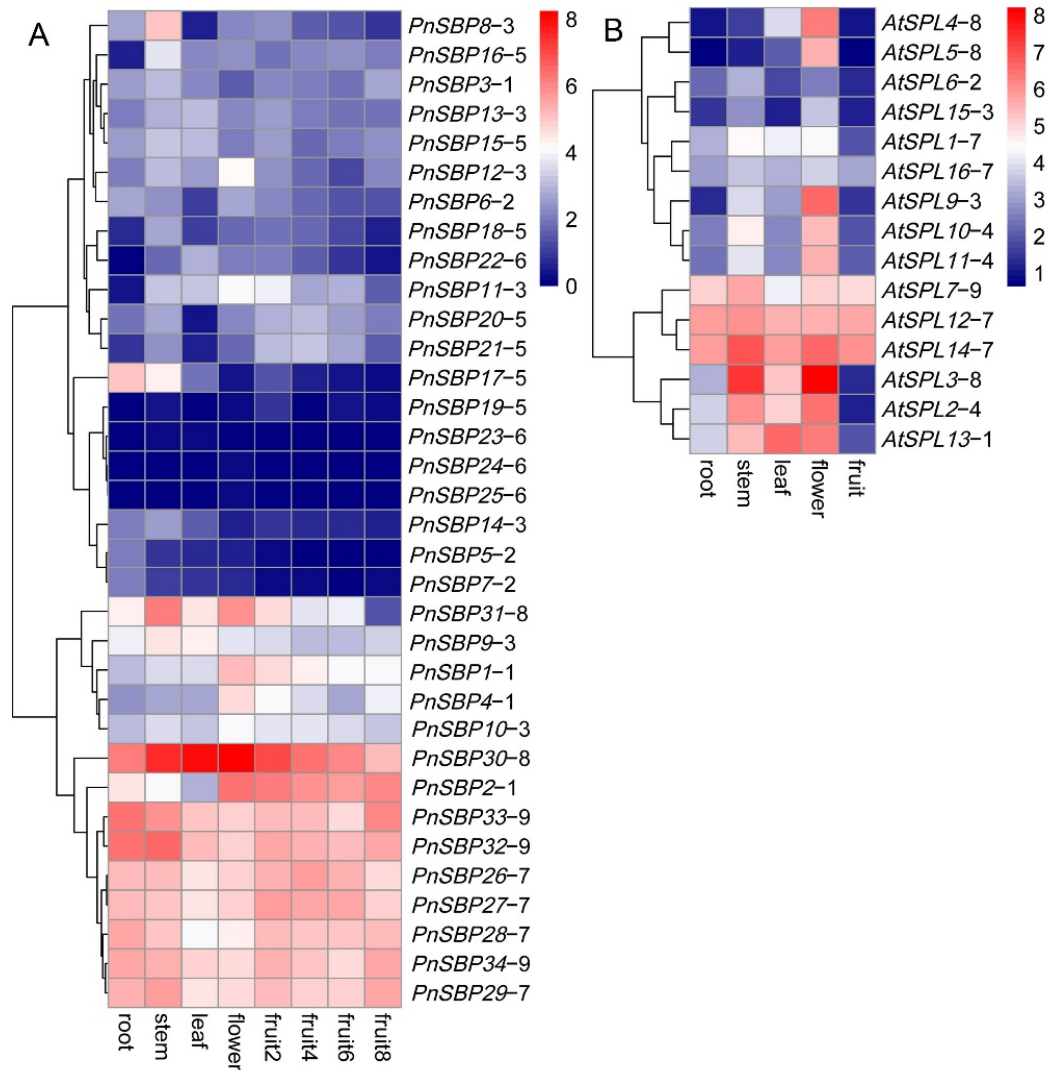 A
PnSBP8-3
PnSBP16-5
PnSBP3-1
PnSBP13-3
PnSBP15-5
PnSBP12-3
PnSBP6-2
PnSBP18-5
PnSBP22-6
PnSBP11-3
PnSBP20-5
PnSBP21-5
PnSBP17-5
PnSBP19-5
PnSBP23-6
PnSBP24-6
PnSBP25-6
PnSBP14-3
PnSBP5-2
PnSBP7-2
PnSBP31-8
PnSBP9-3
PnSBP1-1
PnSBP4-1
PnSBP10-3
PnSBP30-8
PnSBP2-1
PnSBP33-9
PnSBP32-9
PnSBP26-7
PnSBP27-7
PnSBP28-7
PnSBP34-9
PnSBP29-7
root stem leaf flower fruit2 fruit4 fruit6 fruit8
8
6
4
2
0
B
AtSPL4-8
AtSPL5-8
AtSPL6-2
AtSPL15-3
AtSPL1-7
AtSPL16-7
AtSPL9-3
AtSPL10-4
AtSPL11-4
AtSPL7-9
AtSPL12-7
AtSPL14-7
AtSPL3-8
AtSPL2-4
AtSPL13-1
root stem leaf flower fruit
8
7
6
5
4
3
2
1